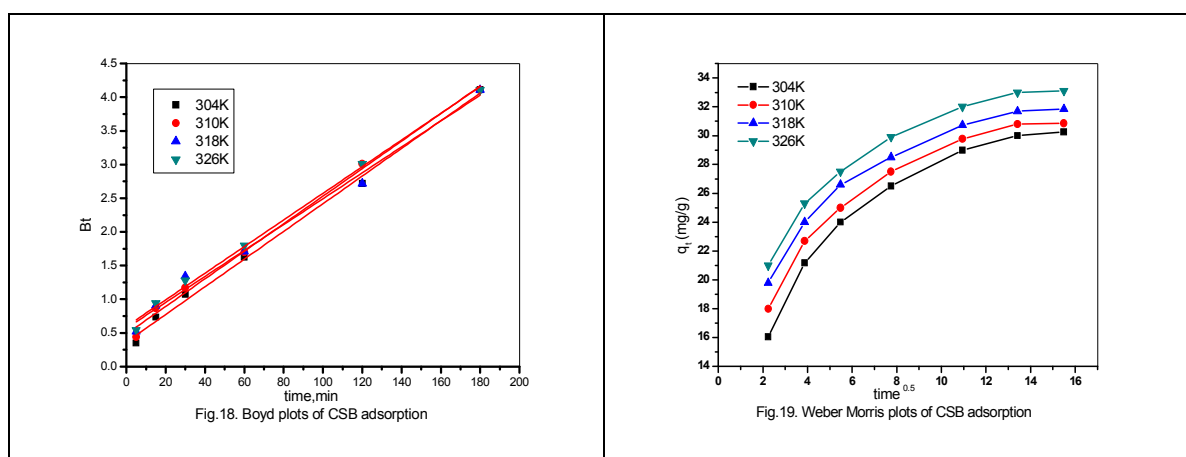 304K
310K
318K
326K
Bt
4.5
4.0
3.5
3.0
2.5
2.0
1.5
1.0
0.5
0.0
0 20 40 60 80 100 120 140 160 180 200
time,min
Fig.18. Boyd plots of CSB adsorption
304K
310K
318K
326K
q_t (mg/g)
34
32
30
28
26
24
22
20
18
16
14
0 2 4 6 8 10 12 14 16
time^0.5
Fig.19. Weber Morris plots of CSB adsorption